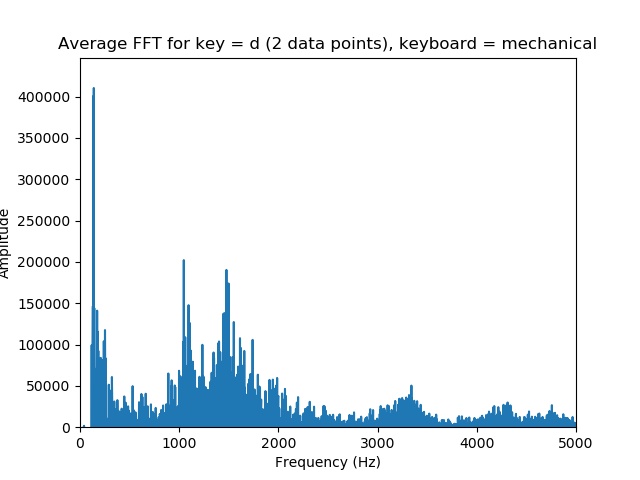 Average FFT for key = d (2 data points), keyboard = mechanical
400000
350000
300000
250000
200000
150000
100000
50000
0
Amplitude
0 1000 2000 3000 4000 5000
Frequency (Hz)